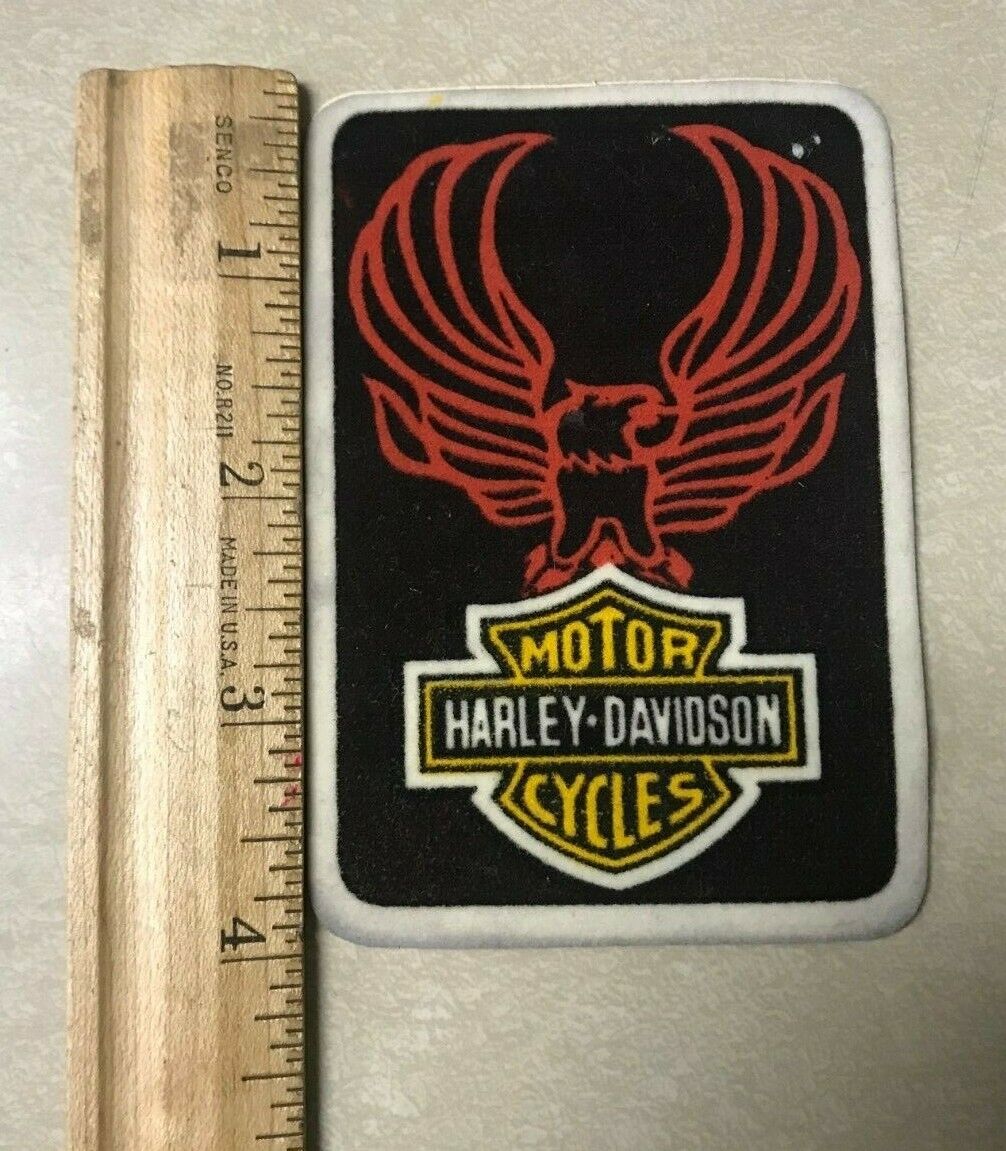 SENCO
1
NO. 8211
2
MADE IN U.S.A.
3
4
MOTOR
HARLEY-DAVIDSON
CYCLES